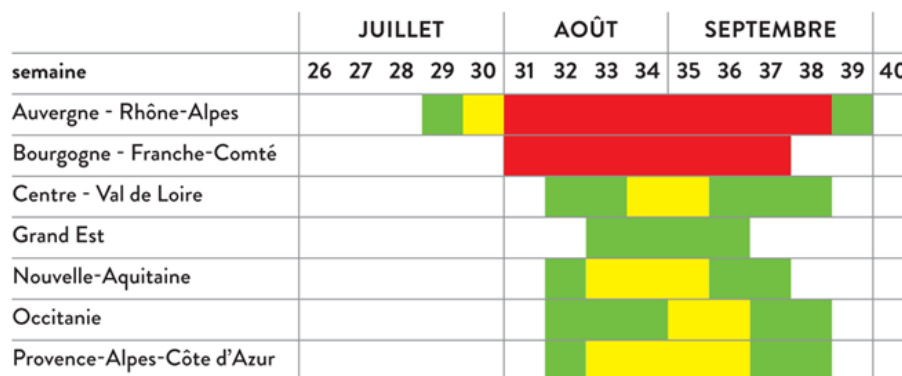 JUILLET AOÛT SEPTEMBRE
semaine 26 27 28 29 30 31 32 33 34 35 36 37 38 39 40
Auvergne - Rhône-Alpes
Bourgogne - Franche-Comté
Centre - Val de Loire
Grand Est
Nouvelle-Aquitaine
Occitanie
Provence-Alpes-Côte d’Azur